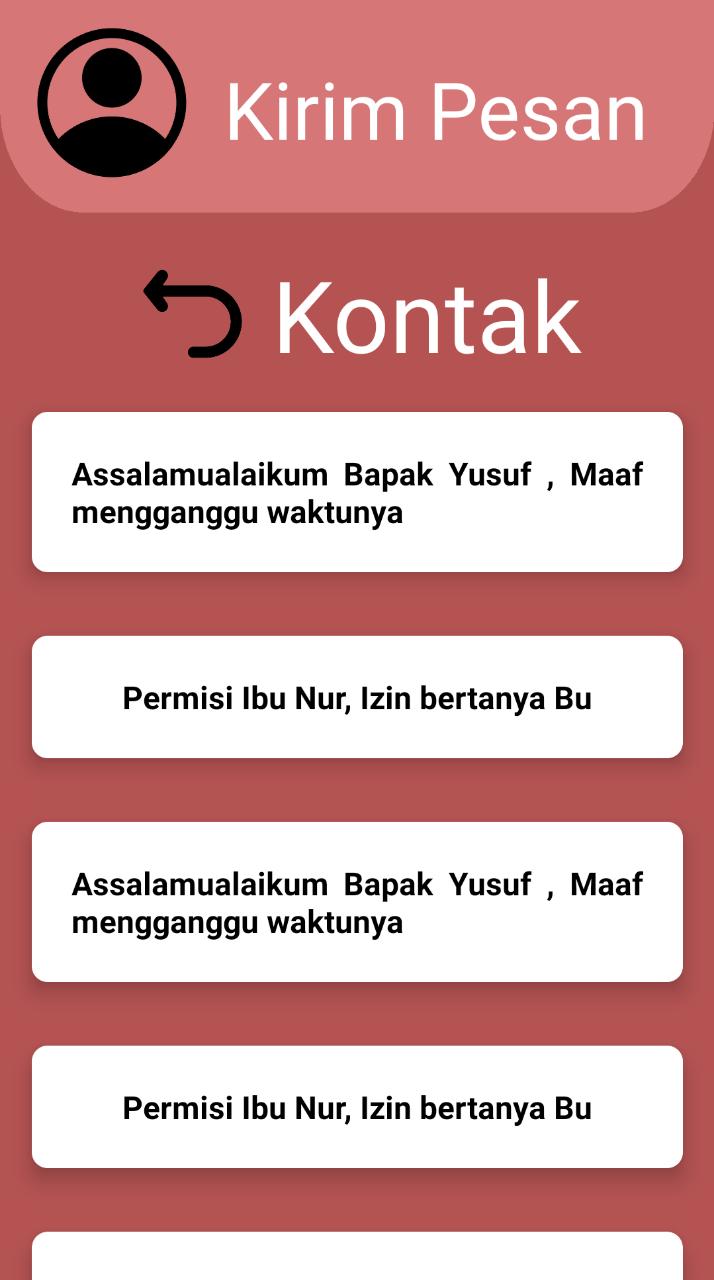 Kirim Pesan
Kontak
Assalamualaikum Bapak Yusuf , Maaf
mengganggu waktunya
Permisi Ibu Nur, Izin bertanya Bu
Assalamualaikum Bapak Yusuf , Maaf
mengganggu waktunya
Permisi Ibu Nur, Izin bertanya Bu